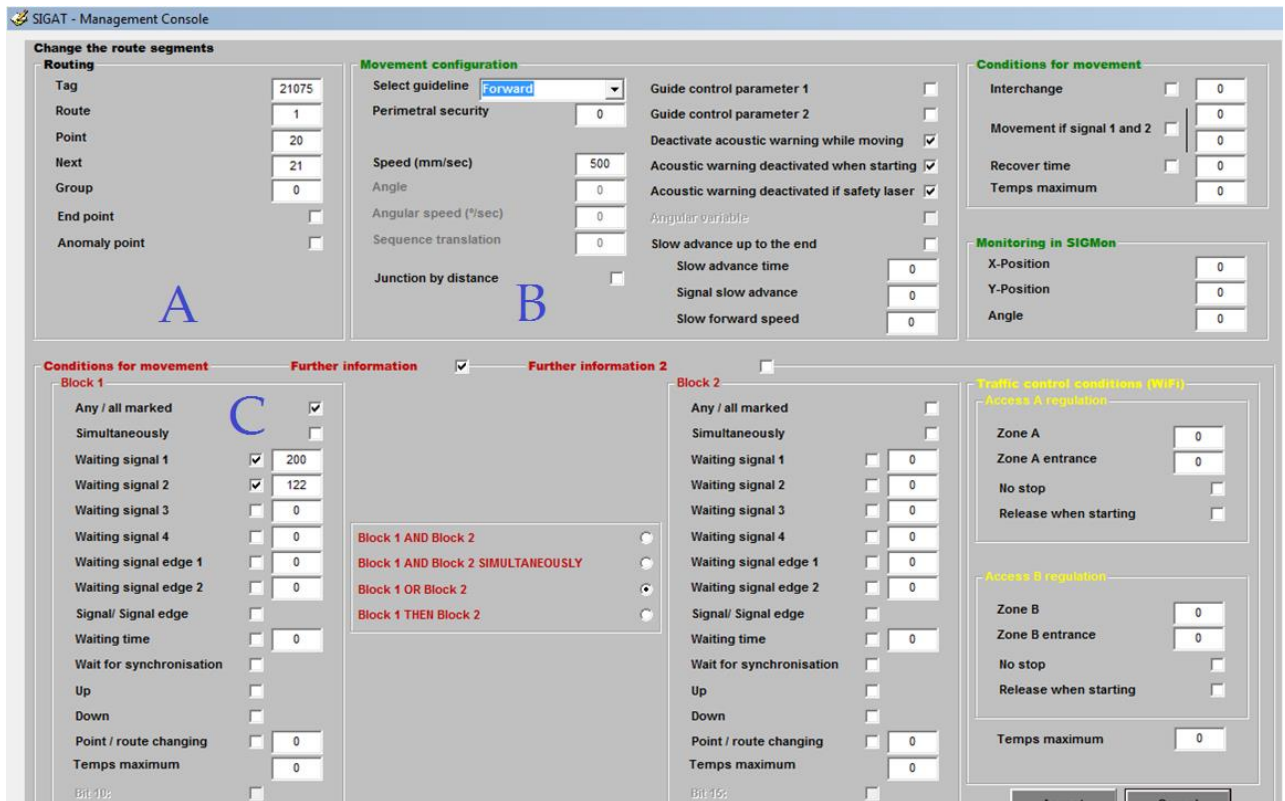 SIGAT - Management Console
Change the route segments
Routing
Tag 21075
Route 1
Point 20
Next 21
Group 0
End point
Anomaly point
A
Movement configuration
Select guideline Forward
Perimetral security 0
Speed (mm/sec) 500
Angle 0
Angular speed (º/sec) 0
Sequence translation 0
Junction by distance
B
Guide control parameter 1
Guide control parameter 2
Deactivate acoustic warning while moving
Acoustic warning deactivated when starting
Acoustic warning deactivated if safety laser
Angular variable
Slow advance up to the end
Slow advance time 0
Signal slow advance 0
Slow forward speed 0
Conditions for movement
Interchange 0
0
Movement if signal 1 and 2
0
Recover time 0
Temps maximum 0
Monitoring in SIGMon
X-Position 0
Y-Position 0
Angle 0
Conditions for movement Further information Further information 2
Block 1
C
Any / all marked
Simultaneously
Waiting signal 1 200
Waiting signal 2 122
Waiting signal 3 0
Waiting signal 4 0
Waiting signal edge 1 0
Waiting signal edge 2 0
Signal/ Signal edge
Waiting time 0
Wait for synchronisation
Up
Down
Point / route changing 0
Temps maximum 0
Bit 10:
Block 1 AND Block 2
Block 1 AND Block 2 SIMULTANEOUSLY
Block 1 OR Block 2
Block 1 THEN Block 2
Block 2
Any / all marked
Simultaneously
Waiting signal 1 0
Waiting signal 2 0
Waiting signal 3 0
Waiting signal 4 0
Waiting signal edge 1 0
Waiting signal edge 2 0
Signal/ Signal edge
Waiting time 0
Wait for synchronisation
Up
Down
Point / route changing 0
Temps maximum 0
Bit 15:
Traffic control conditions (WiFi)
Access A regulation
Zone A 0
Zone A entrance 0
No stop
Release when starting
Access B regulation
Zone B 0
Zone B entrance 0
No stop
Release when starting
Temps maximum 0